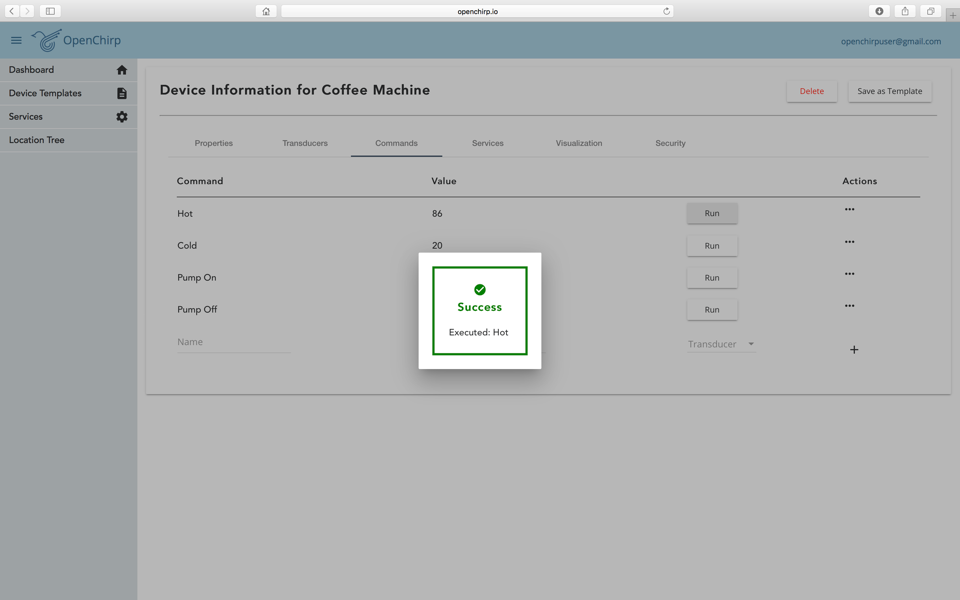 openchirp.io
OpenChirp
openchirpuser@gmail.com
Dashboard
Device Templates
Services
Location Tree
Device Information for Coffee Machine
Delete
Save as Template
Properties Transducers Commands Services Visualization Security
Command Value Actions
Hot 86 Run
Cold 20 Run
Pump On Run
Pump Off Run
Name Transducer
Success
Executed: Hot